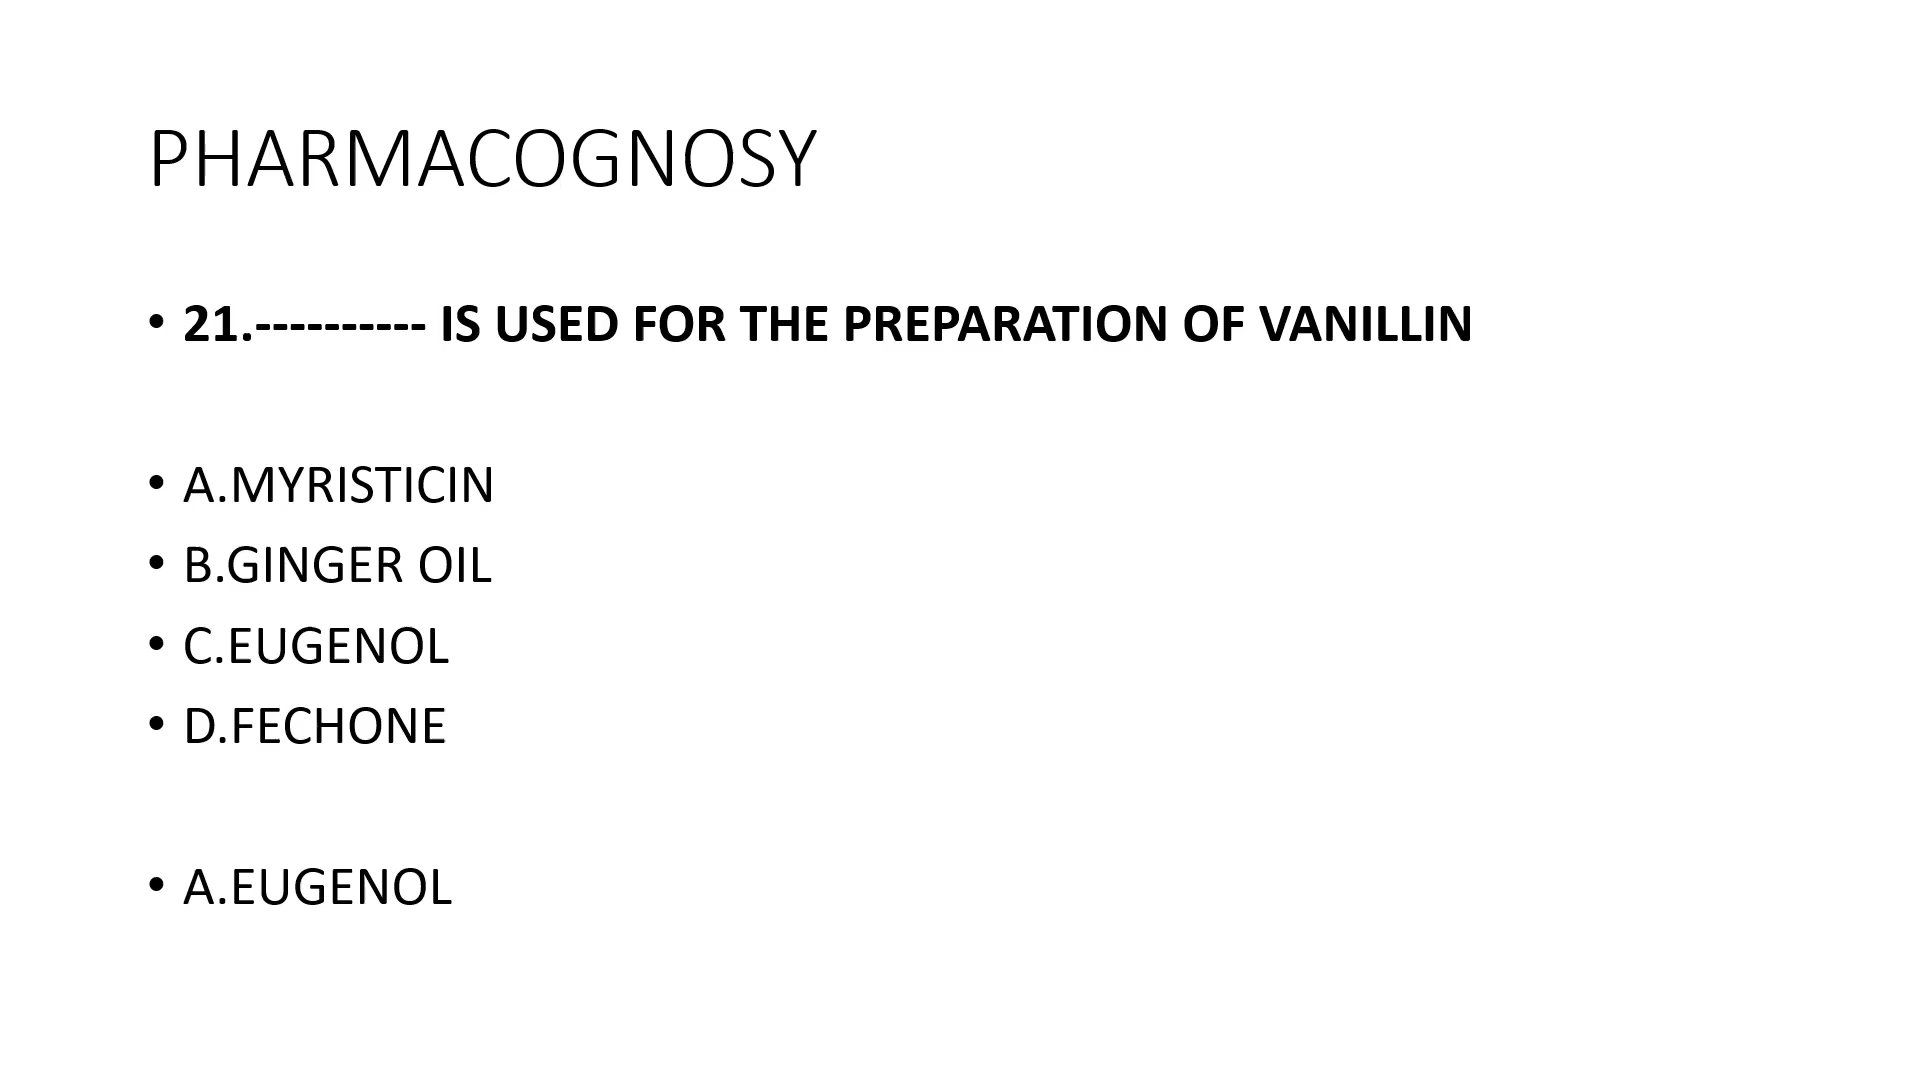 PHARMACOGNOSY
• 21.---------- IS USED FOR THE PREPARATION OF VANILLIN
• A.MYRISTICIN
• B.GINGER OIL
• C.EUGENOL
• D.FECHONE
• A.EUGENOL